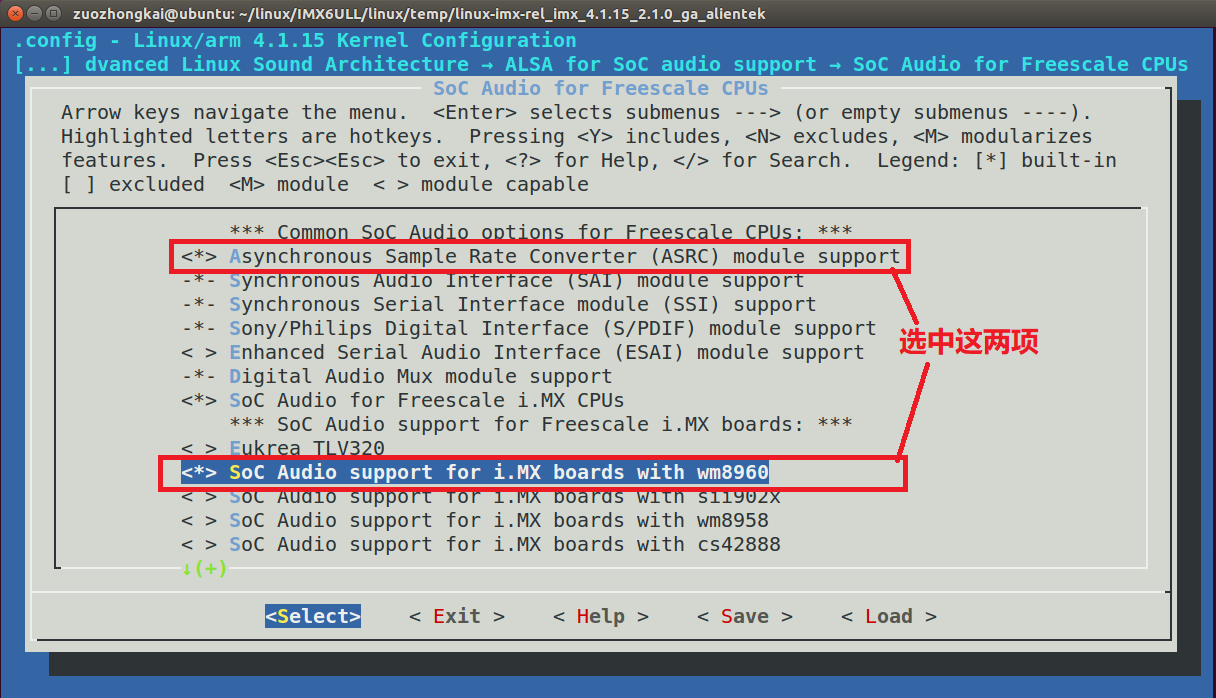 zuozhongkai@ubuntu: ~/linux/IMX6ULL/linux/temp/linux-imx-rel_imx_4.1.15_2.1.0_ga_alientek
.config - Linux/arm 4.1.15 Kernel Configuration
[...] dvanced Linux Sound Architecture → ALSA for SoC audio support → SoC Audio for Freescale CPUs
SoC Audio for Freescale CPUs
Arrow keys navigate the menu.  <Enter> selects submenus ---> (or empty submenus ----).
Highlighted letters are hotkeys.  Pressing <Y> includes, <N> excludes, <M> modularizes
features.  Press <Esc><Esc> to exit, <?> for Help, </> for Search.  Legend: [*] built-in
[ ] excluded  <M> module  < > module capable
*** Common SoC Audio options for Freescale CPUs: ***
<*> Asynchronous Sample Rate Converter (ASRC) module support
-*- Synchronous Audio Interface (SAI) module support
-*- Synchronous Serial Interface module (SSI) support
-*- Sony/Philips Digital Interface (S/PDIF) module support
选中这两项
< > Enhanced Serial Audio Interface (ESAI) module support
-*- Digital Audio Mux module support
<*> SoC Audio for Freescale i.MX CPUs
*** SoC Audio support for Freescale i.MX boards: ***
< > Eukrea TLV320
<*> SoC Audio support for i.MX boards with wm8960
< > SoC Audio support for i.MX boards with sii902x
< > SoC Audio support for i.MX boards with wm8958
< > SoC Audio support for i.MX boards with cs42888
↓(+)
<Select>    < Exit >    < Help >    < Save >    < Load >